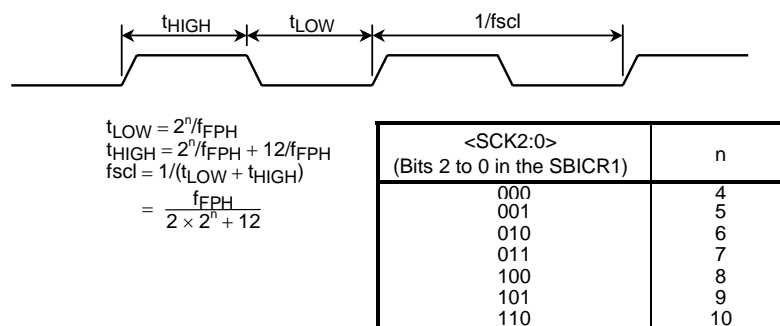 tHIGH tLOW 1/fscl
tLOW = 2ⁿ/fFPH
tHIGH = 2ⁿ/fFPH + 12/fFPH
fscl = 1/(tLOW + tHIGH)
= fFPH / 2 × 2ⁿ + 12
<SCK2:0> n
(Bits 2 to 0 in the SBICR1)
000 4
001 5
010 6
011 7
100 8
101 9
110 10